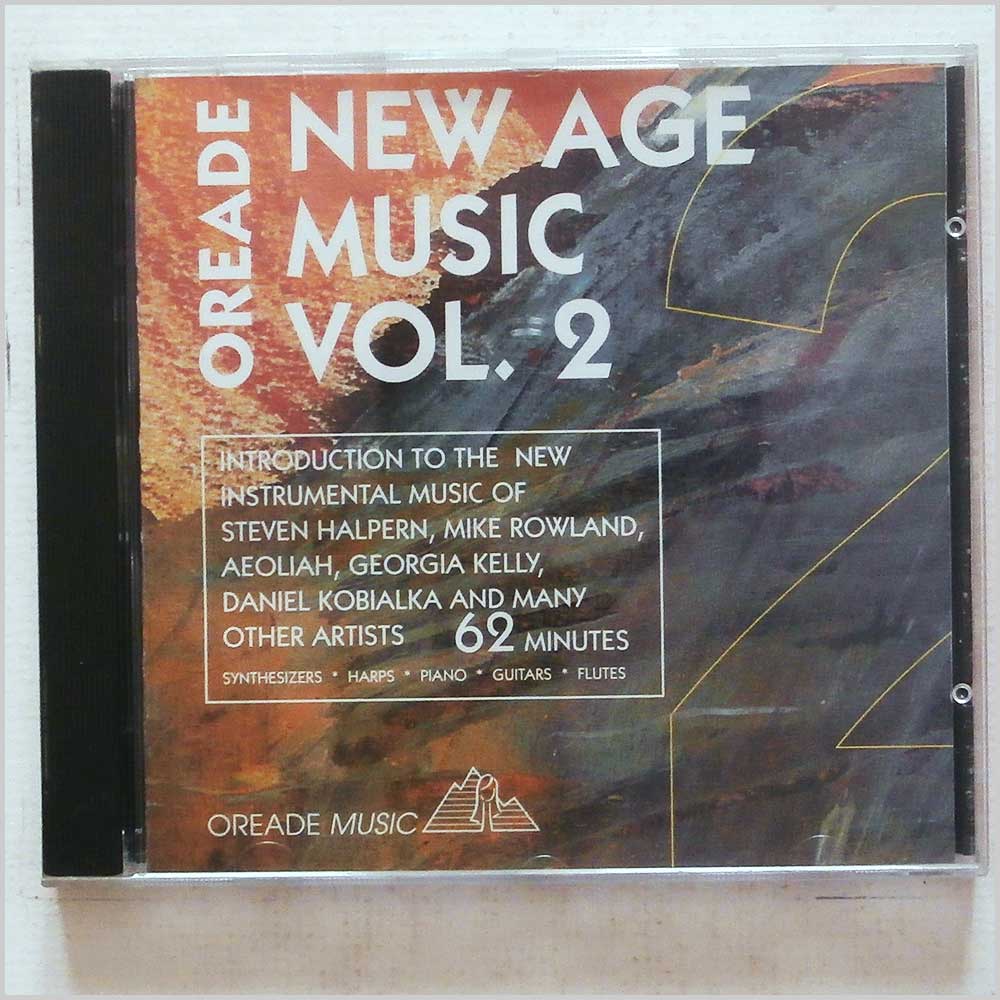 OREADE
NEW AGE
MUSIC
VOL. 2
INTRODUCTION TO THE NEW
INSTRUMENTAL MUSIC OF
STEVEN HALPERN, MIKE ROWLAND,
AEOLIAH, GEORGIA KELLY,
DANIEL KOBIALKA AND MANY
OTHER ARTISTS 62 MINUTES
SYNTHESIZERS * HARPS * PIANO * GUITARS * FLUTES
OREADE MUSIC
2